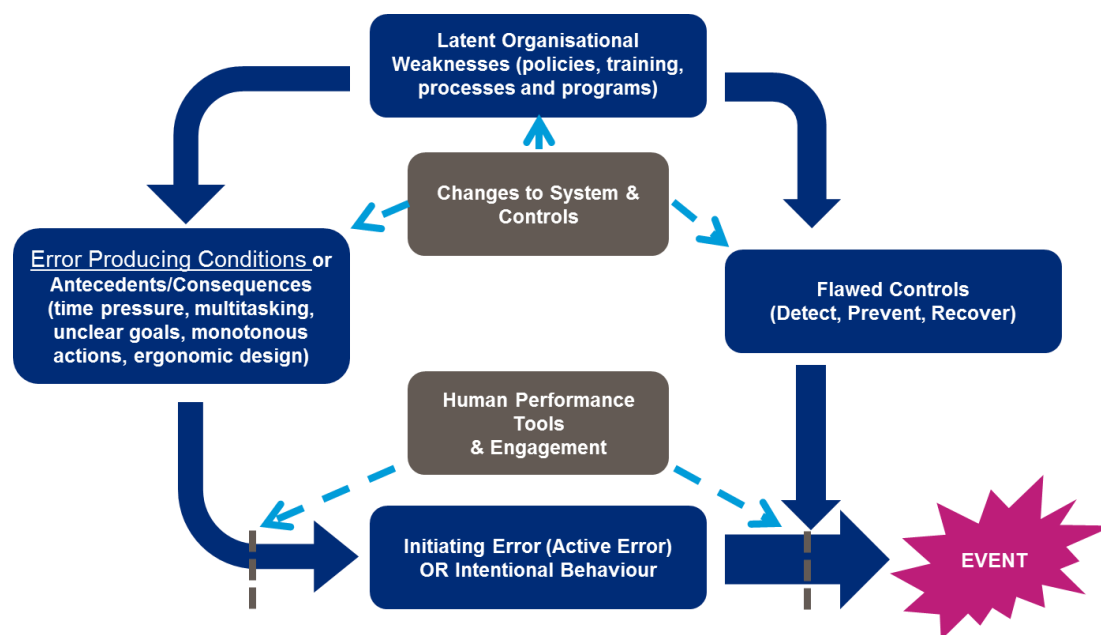 Latent Organisational
Weaknesses (policies, training,
processes and programs)
Changes to System &
Controls
Error Producing Conditions or
Antecedents/Consequences
(time pressure, multitasking,
unclear goals, monotonous
actions, ergonomic design)
Flawed Controls
(Detect, Prevent, Recover)
Human Performance
Tools
& Engagement
Initiating Error (Active Error)
OR Intentional Behaviour
EVENT